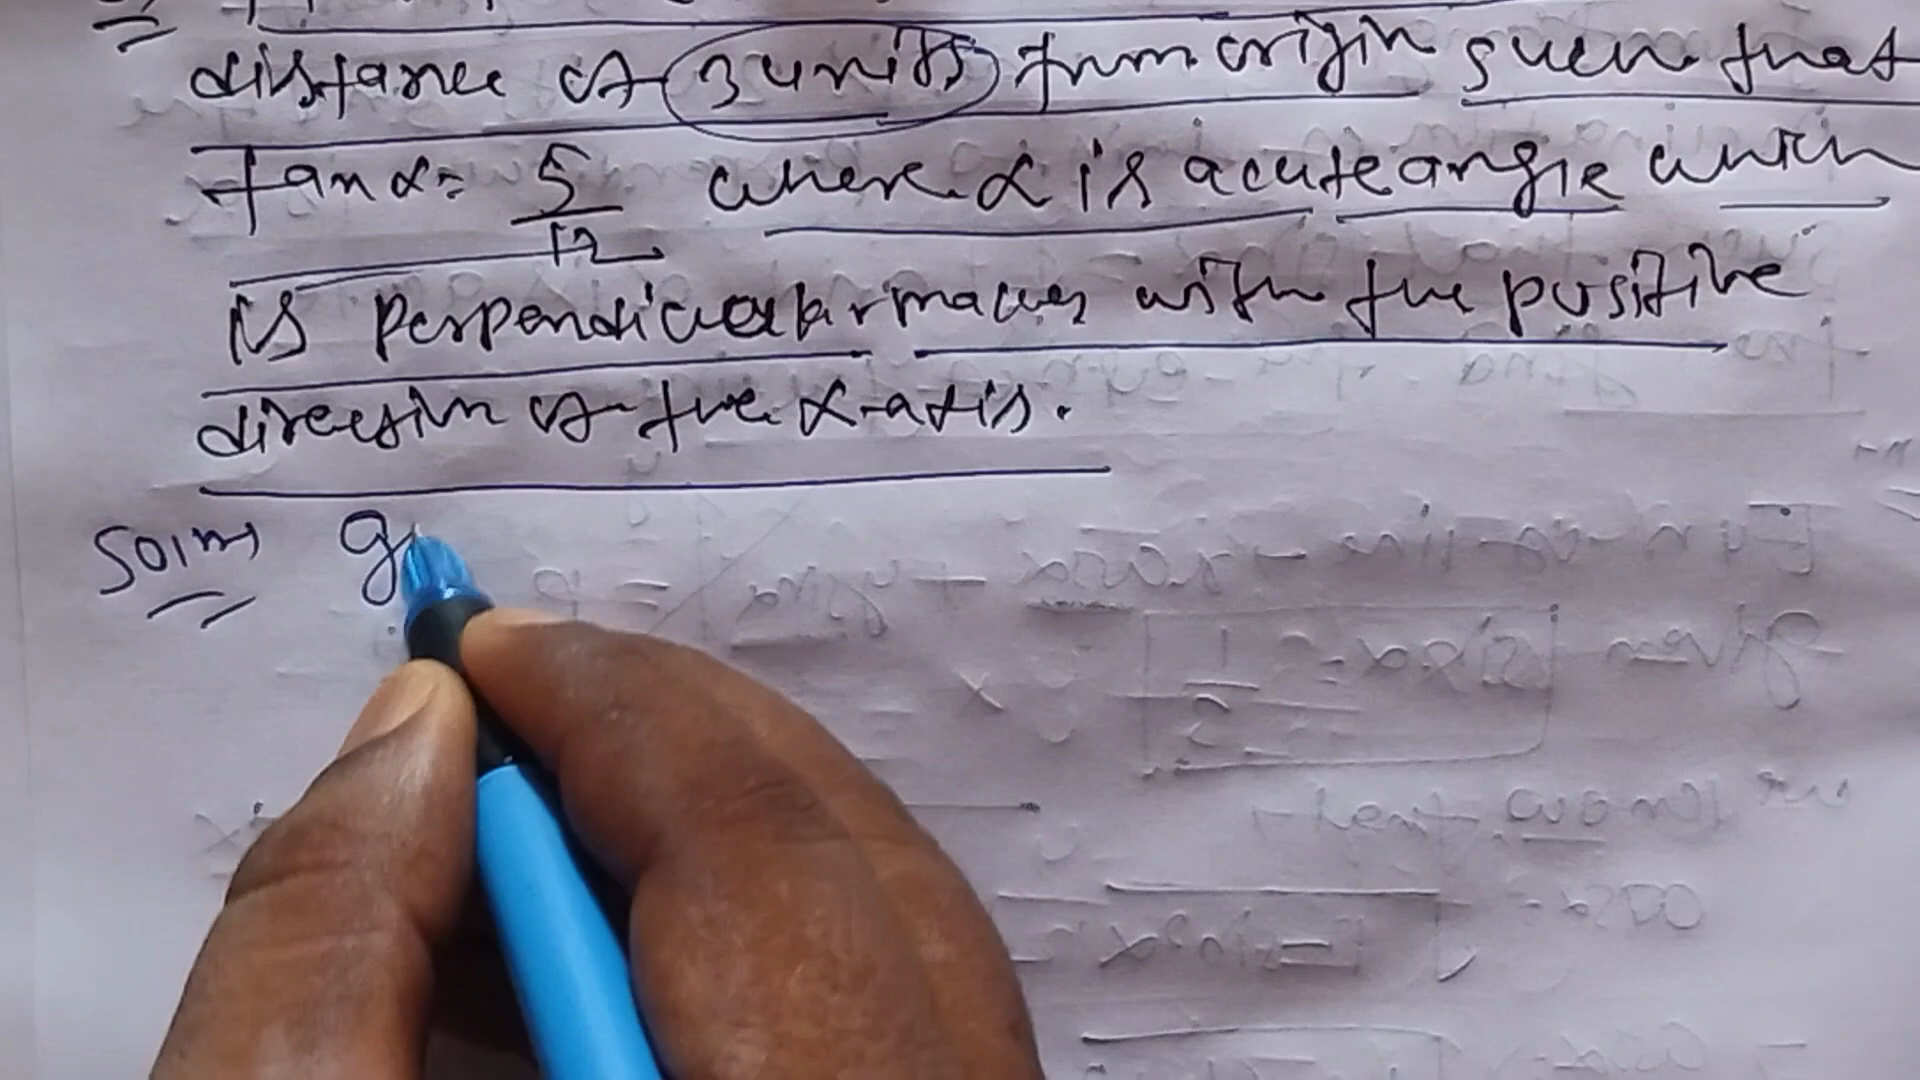 distance of 3 units from origin such that
tan α = 5/12 where α is acute angle which
is perpendicular makes with the positive
direction of the x-axis.
Soln) g